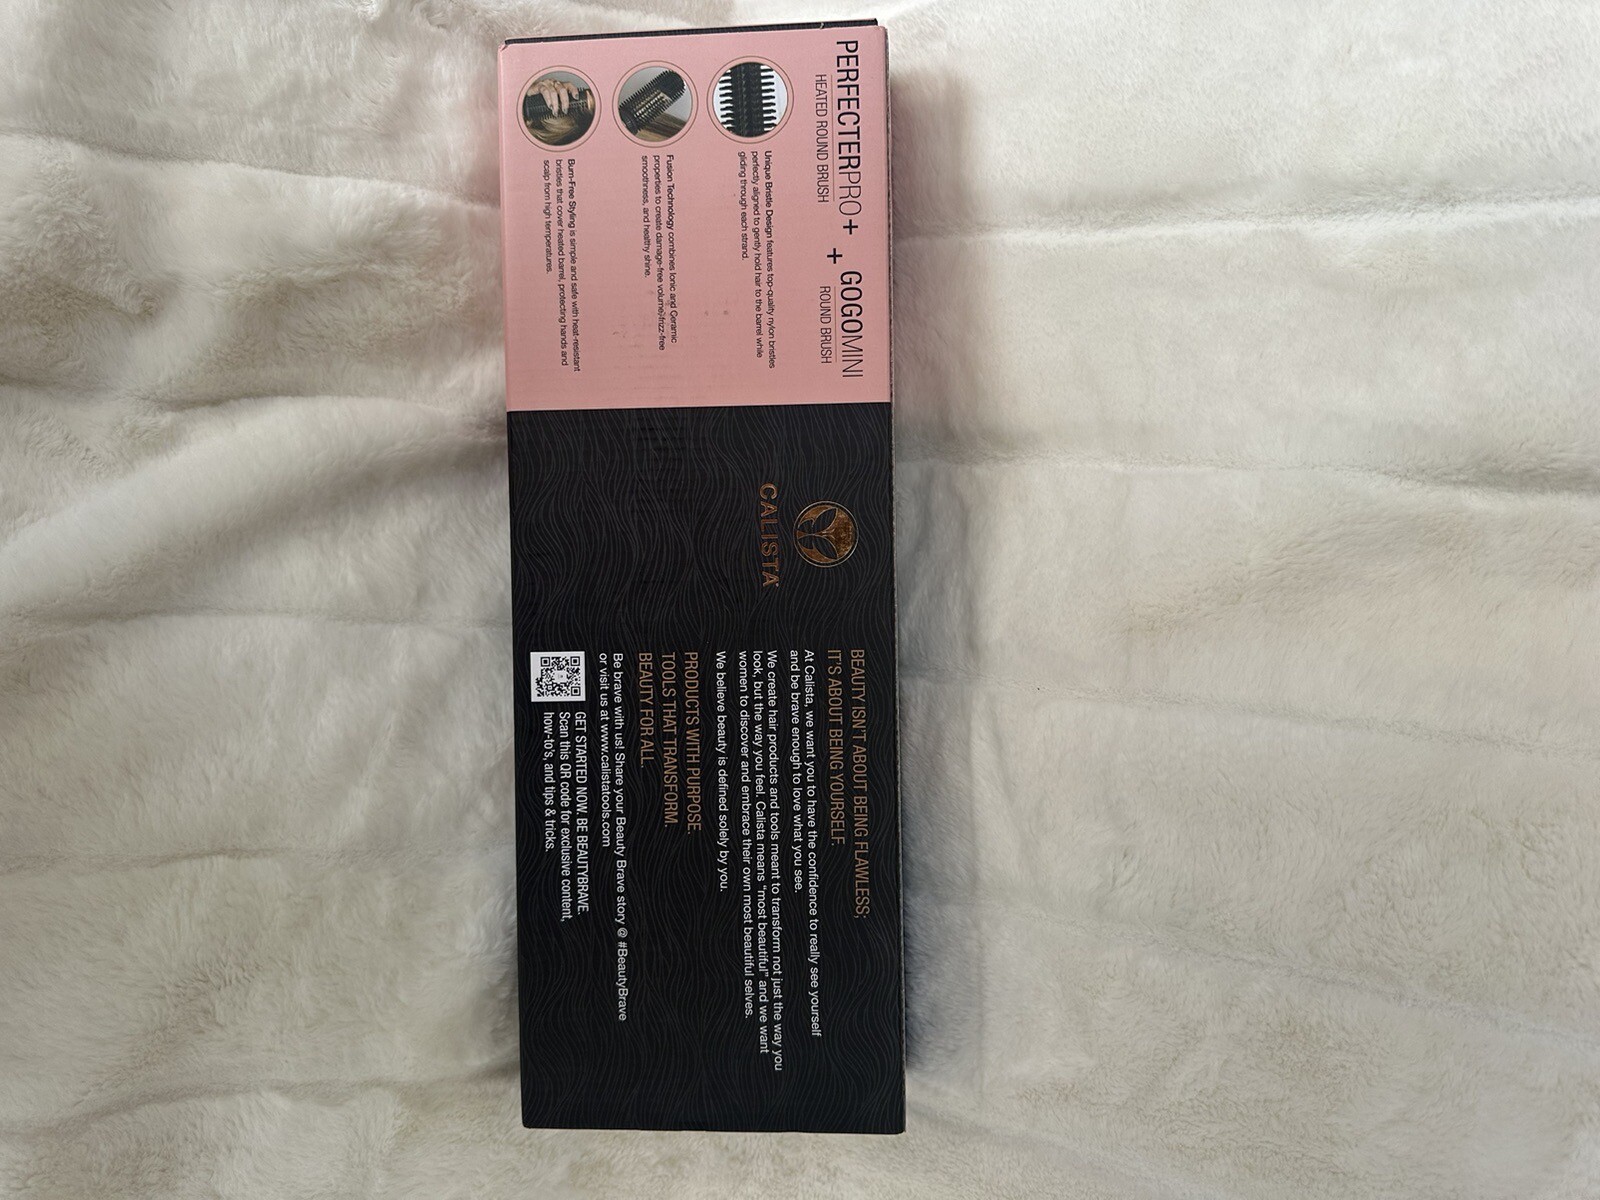 PERFECTERPRO+ + GOGOMINI
HEATED ROUND BRUSH ROUND BRUSH
Unique Bristle Design features top-quality nylon bristles
perfectly aligned to gently hold hair to the barrel while
gliding through each strand.
Fusion Technology combines Ionic and Ceramic
properties to create damage-free volume, frizz-free
smoothness, and healthy shine.
Burn-Free Styling is simple and safe with heat-resistant
bristles that cover heated barrel, protecting hands and
scalp from high temperatures.
CALISTA
BEAUTY ISN'T ABOUT BEING FLAWLESS;
IT'S ABOUT BEING YOURSELF.
At Calista, we want you to have the confidence to really see yourself
and be brave enough to love what you see.
We create hair products and tools meant to transform not just the way you
look, but the way you feel. Calista means "most beautiful" and we want
women to discover and embrace their own most beautiful selves.
We believe beauty is defined solely by you.
PRODUCTS WITH PURPOSE.
TOOLS THAT TRANSFORM.
BEAUTY FOR ALL.
Be brave with us! Share your Beauty Brave story @ #BeautyBrave
or visit us at www.calistatools.com
GET STARTED NOW. BE BEAUTYBRAVE.
Scan this QR code for exclusive content,
how-to's, and tips & tricks.